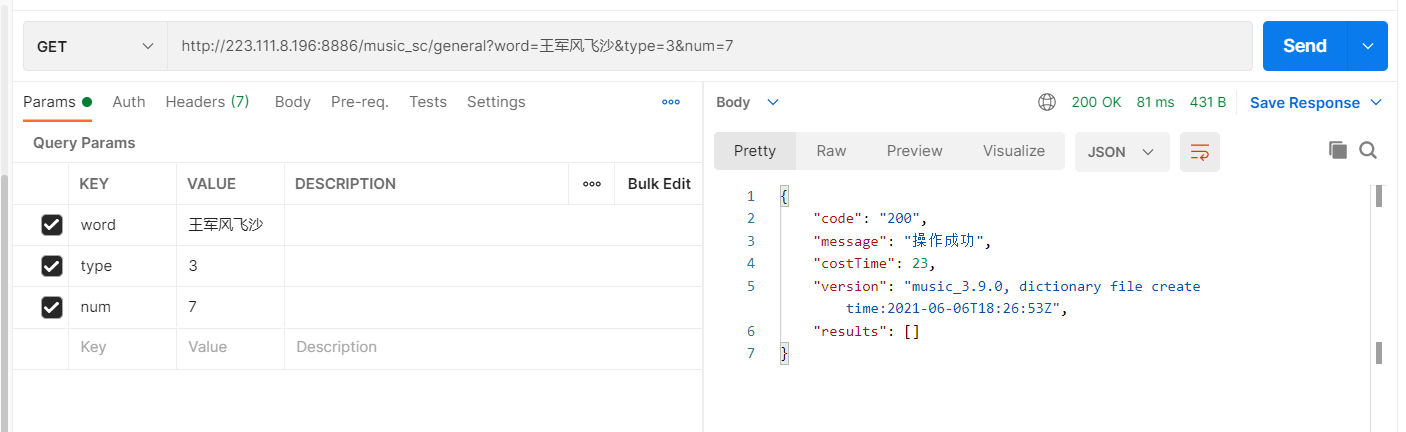 GET http://223.111.8.196:8886/music_sc/general?word=王军风飞沙&type=3&num=7 Send
Params Auth Headers (7) Body Pre-req. Tests Settings
Query Params
KEY VALUE DESCRIPTION Bulk Edit
word 王军风飞沙
type 3
num 7
Key Value Description
Body 200 OK 81 ms 431 B Save Response
Pretty Raw Preview Visualize JSON
1 {
2 "code": "200",
3 "message": "操作成功",
4 "costTime": 23,
5 "version": "music_3.9.0, dictionary file create
time:2021-06-06T18:26:53Z",
6 "results": []
7 }